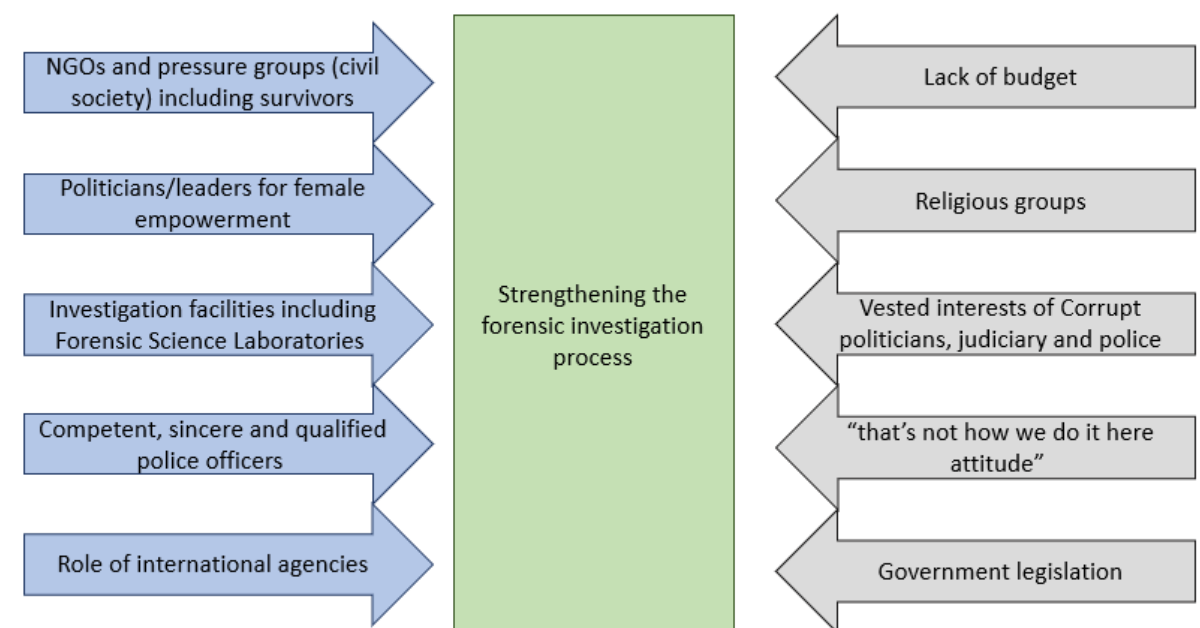 NGOs and pressure groups (civil
society) including survivors
Politicians/leaders for female
empowerment
Investigation facilities including
Forensic Science Laboratories
Competent, sincere and qualified
police officers
Role of international agencies
Strengthening the
forensic investigation
process
Lack of budget
Religious groups
Vested interests of Corrupt
politicians, judiciary and police
“that’s not how we do it here
attitude”
Government legislation